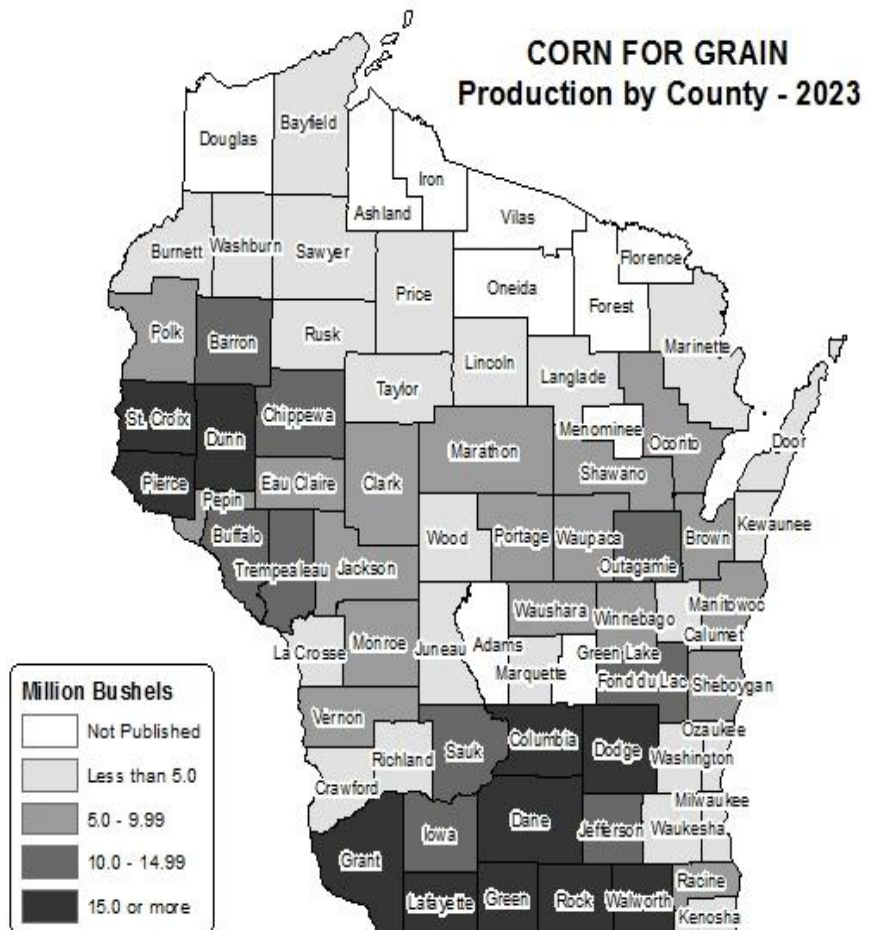 CORN FOR GRAIN
Production by County - 2023
Douglas
Bayfield
Iron
Ashland
Vilas
Burnett
Washburn
Sawyer
Florence
Price
Oneida
Forest
Polk
Barron
Rusk
Marinette
Lincoln
Langlade
Taylor
St. Croix
Dunn
Chippewa
Menominee
Oconto
Door
Marathon
Shawano
Pierce
Eau Claire
Clark
Pepin
Buffalo
Wood
Portage
Waupaca
Brown
Kewaunee
Trempealeau
Jackson
Outagamie
Waushara
Winnebago
Manitowoc
Calumet
La Crosse
Monroe
Juneau
Adams
Green Lake
Marquette
Fond du Lac
Sheboygan
Vernon
Ozaukee
Richland
Sauk
Columbia
Dodge
Washington
Crawford
Milwaukee
Iowa
Dane
Jefferson
Waukesha
Grant
Lafayette
Green
Rock
Walworth
Racine
Kenosha
Million Bushels
Not Published
Less than 5.0
5.0 - 9.99
10.0 - 14.99
15.0 or more